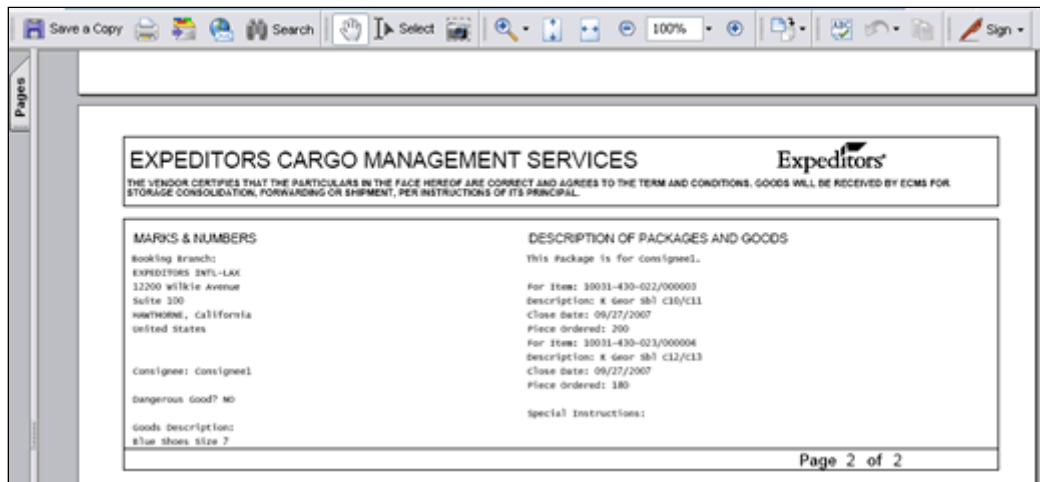 Save a Copy
Search
Select
100%
Sign
Pages
EXPEDITORS CARGO MANAGEMENT SERVICES
Expeditors
THE VENDOR CERTIFIES THAT THE PARTICULARS IN THE FACE HEREOF ARE CORRECT AND AGREES TO THE TERM AND CONDITIONS. GOODS WILL BE RECEIVED BY ECMS FOR
STORAGE CONSOLIDATION, FORWARDING OR SHIPMENT, PER INSTRUCTIONS OF ITS PRINCIPAL.
MARKS & NUMBERS
Booking Branch:
EXPEDITORS INTL-LAX
12200 Wilkie Avenue
Suite 100
HAWTHORNE, California
United States
Consignee: Consignee1
Dangerous Good? NO
Goods Description:
Blue Shoes Size 7
DESCRIPTION OF PACKAGES AND GOODS
This Package is for Consignee1.
For Item: 10031-430-022/000003
Description: K Geor Sbl C10/C11
Close Date: 09/27/2007
Piece Ordered: 200
For Item: 10031-430-023/000004
Description: K Geor Sbl C12/C13
Close Date: 09/27/2007
Piece Ordered: 180
Special Instructions:
Page 2 of 2